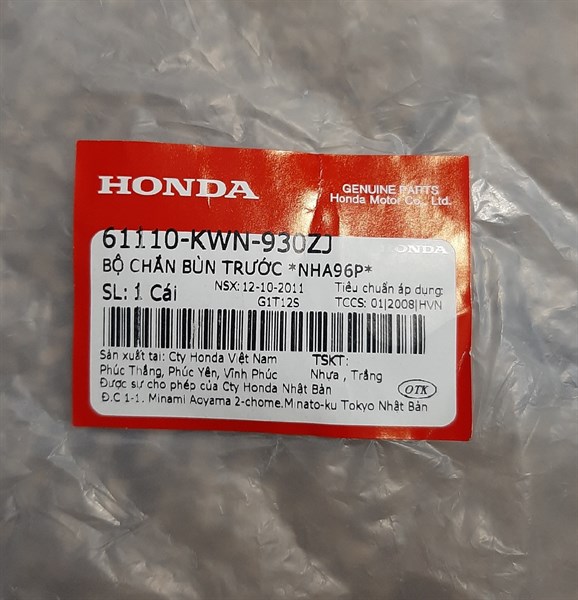 HONDA
GENUINE PARTS
Honda Motor Co., Ltd.
61110-KWN-930ZJ
ONDA
BỘ CHẮN BÙN TRƯỚC *NHA96P*
SL: 1 Cái
NSX: 12-10-2011
G1T12S
Tiêu chuẩn áp dụng:
TCCS: 01|2008|HVN
Sản xuất tại: Cty Honda Việt Nam
Phúc Thắng, Phúc Yên, Vĩnh Phúc
Được sự cho phép của Cty Honda Nhật Bản
Đ.C 1-1. Minami Aoyama 2-chome.Minato-ku Tokyo Nhật Bản
TSKT:
Nhựa , Trắng
OTK